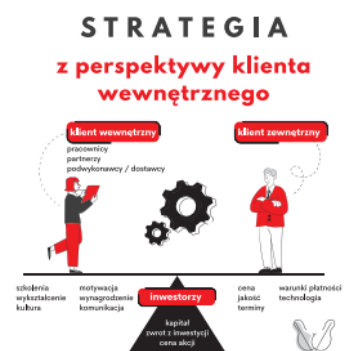 STRATEGIA
z perspektywy klienta
wewnętrznego
klient wewnętrzny
klient zewnętrzny
pracownicy
partnerzy
podwykonawcy / dostawcy
szkolenia
wykształcenie
kultura
motywacja
wynagrodzenie
komunikacja
inwestorzy
cena
jakość
terminy
warunki płatności
technologia
kapitał
zwrot z inwestycji
cena akcji